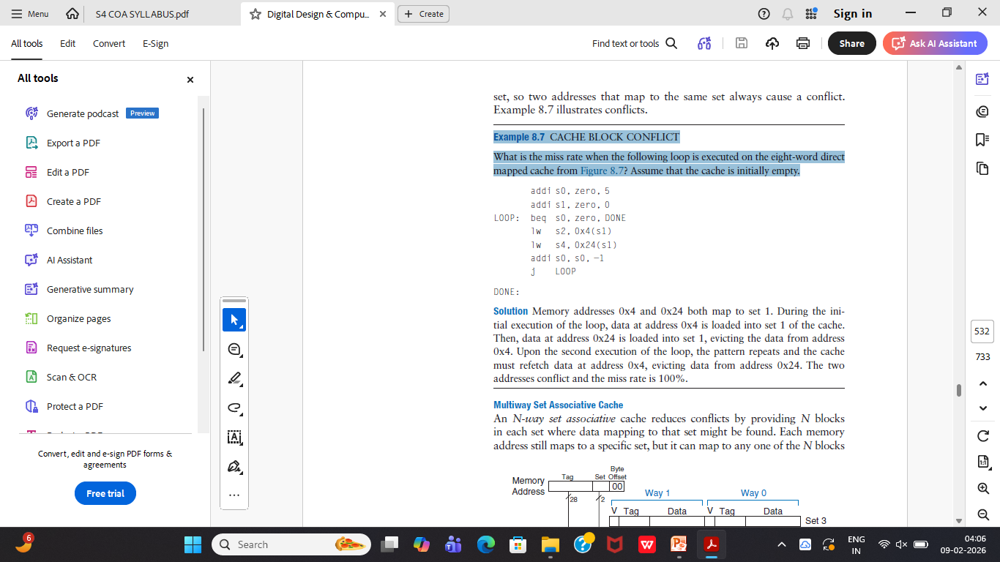 Menu
S4 COA SYLLABUS.pdf
Digital Design & Compu...
Create
Sign in
All tools
Edit
Convert
E-Sign
Find text or tools
Share
Ask AI Assistant
All tools
Generate podcast Preview
Export a PDF
Edit a PDF
Create a PDF
Combine files
AI Assistant
Generative summary
Organize pages
Request e-signatures
Scan & OCR
Protect a PDF
Convert, edit and e-sign PDF forms &
agreements
Free trial
set, so two addresses that map to the same set always cause a conflict.
Example 8.7 illustrates conflicts.
Example 8.7 CACHE BLOCK CONFLICT
What is the miss rate when the following loop is executed on the eight-word direct
mapped cache from Figure 8.7? Assume that the cache is initially empty.
addi s0, zero, 5
addi s1, zero, 0
LOOP: beq s0, zero, DONE
lw s2, 0x4(s1)
lw s4, 0x24(s1)
addi s0, s0, −1
j LOOP
DONE:
Solution Memory addresses 0x4 and 0x24 both map to set 1. During the ini-
tial execution of the loop, data at address 0x4 is loaded into set 1 of the cache.
Then, data at address 0x24 is loaded into set 1, evicting the data from address
0x4. Upon the second execution of the loop, the pattern repeats and the cache
must refetch data at address 0x4, evicting data from address 0x24. The two
addresses conflict and the miss rate is 100%.
Multiway Set Associative Cache
An N-way set associative cache reduces conflicts by providing N blocks
in each set where data mapping to that set might be found. Each memory
address still maps to a specific set, but it can map to any one of the N blocks
Byte
Tag Set Offset
Memory
Address
00
28 2
Way 1 Way 0
V Tag Data V Tag Data
Set 3
532
733
1:1
6
Search
ENG
IN
04:06
09-02-2026